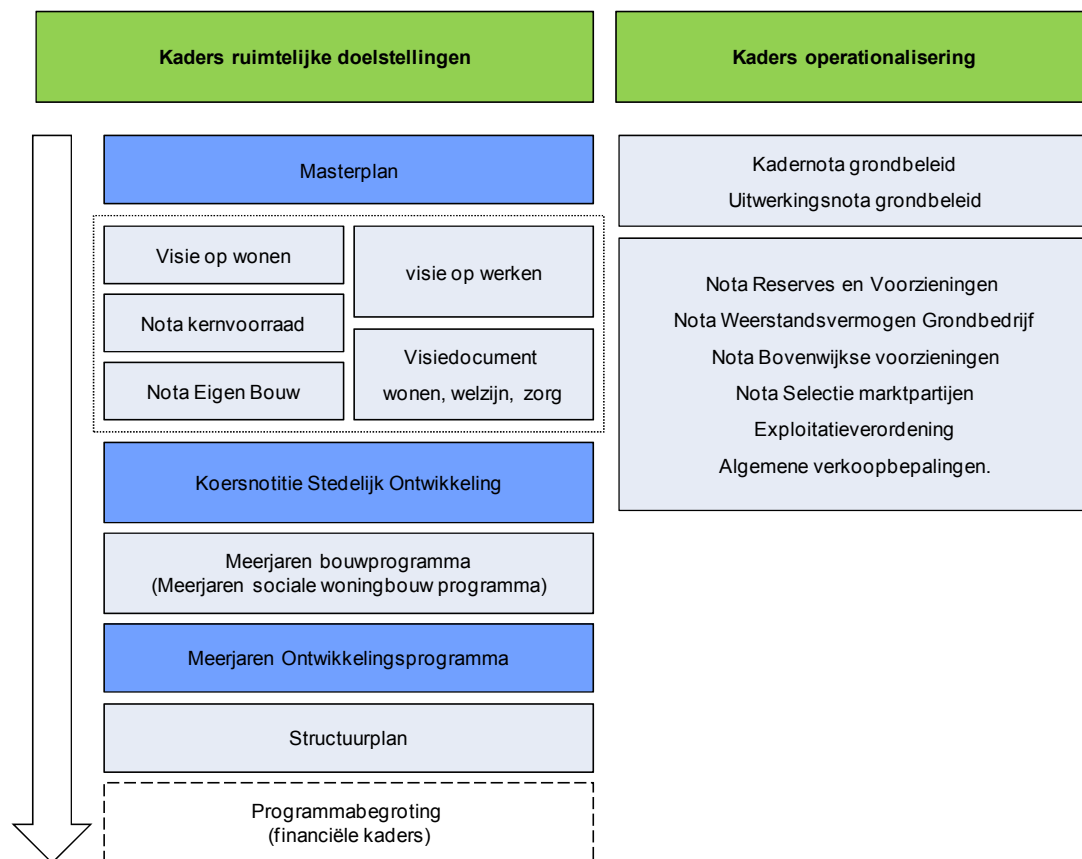 Kaders ruimtelijke doelstellingen
Kaders operationalisering
Masterplan
Visie op wonen
Nota kernvoorraad
Nota Eigen Bouw
visie op werken
Visiedocument
wonen, welzijn, zorg
Koersnotitie Stedelijk Ontwikkeling
Meerjaren bouwprogramma
(Meerjaren sociale woningbouw programma)
Meerjaren Ontwikkelingsprogramma
Structuurplan
Programmabegroting
(financiële kaders)
Kadernota grondbeleid
Uitwerkingsnota grondbeleid
Nota Reserves en Voorzieningen
Nota Weerstandsvermogen Grondbedrijf
Nota Bovenwijkse voorzieningen
Nota Selectie marktpartijen
Exploitatieverordening
Algemene verkoopbepalingen.